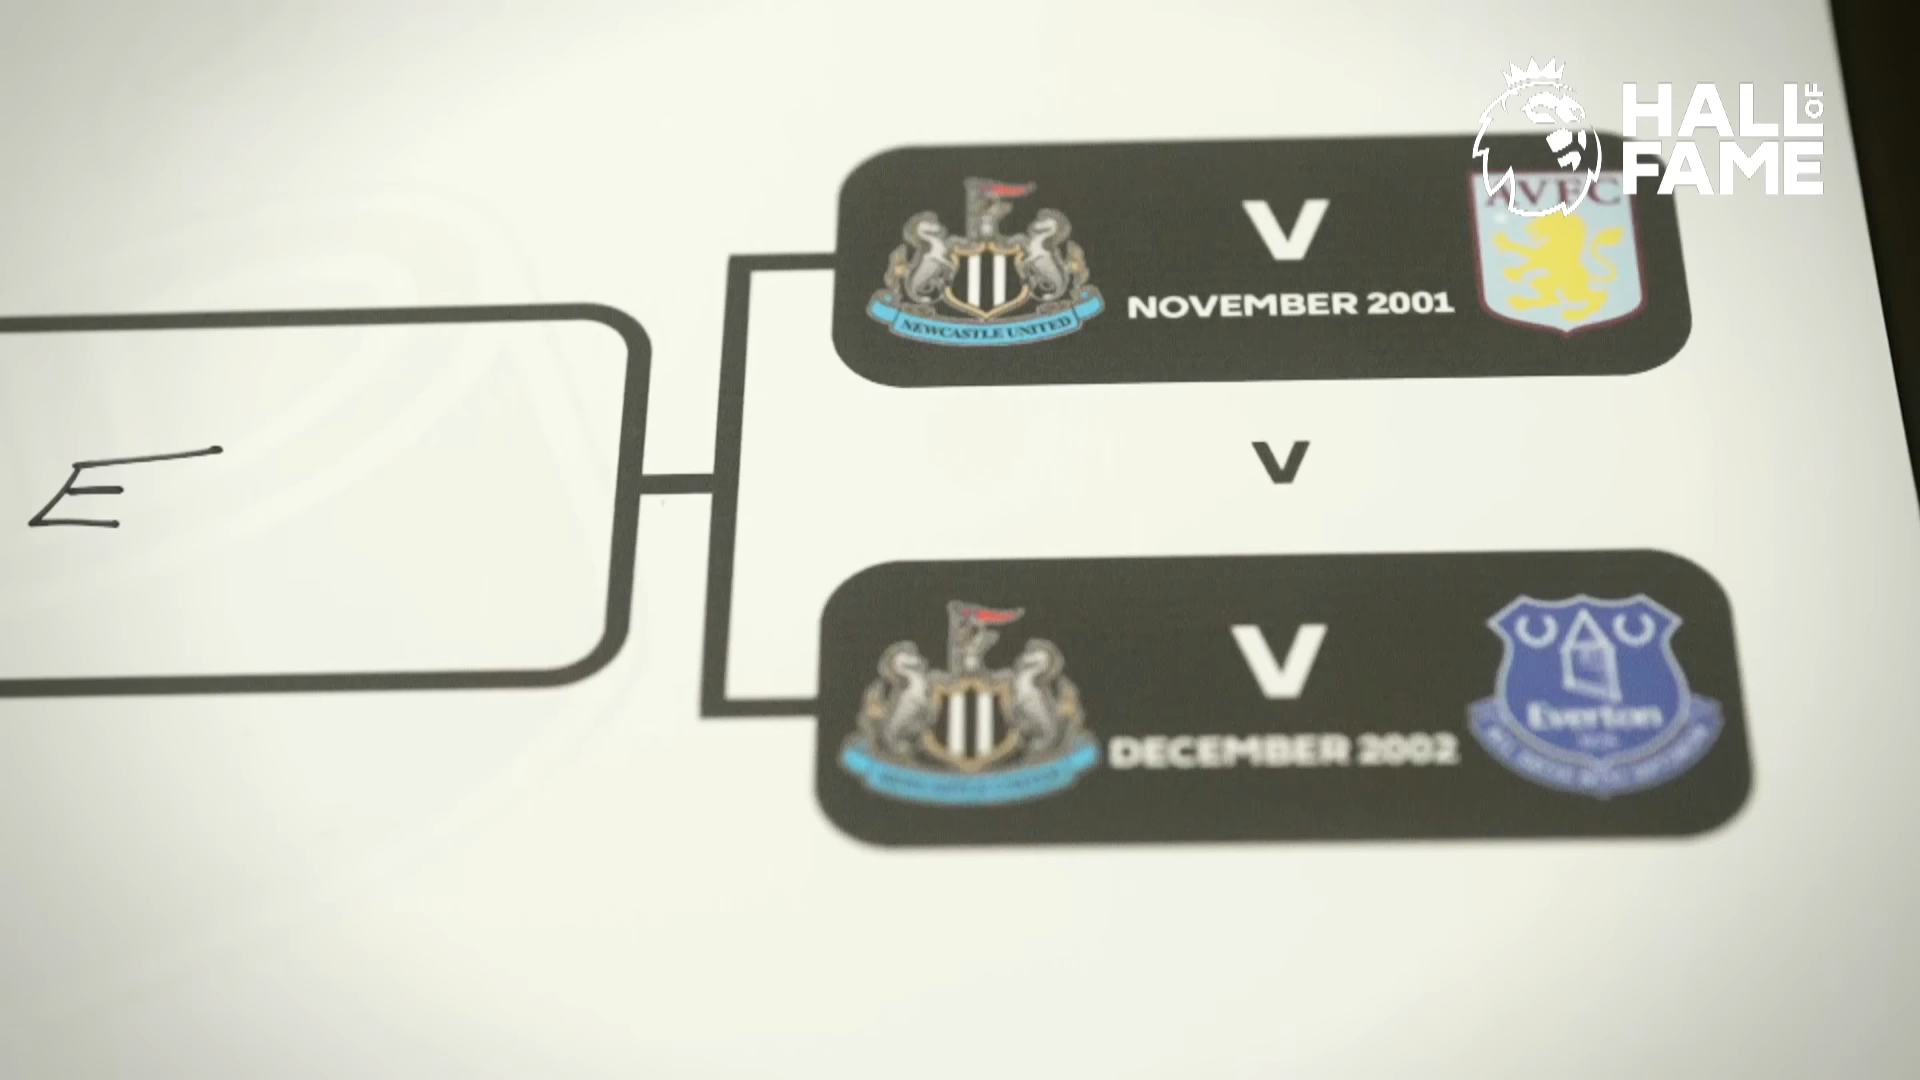 HALL OF
FAME
AVFC
V
NOVEMBER 2001
NEWCASTLE UNITED
V
E
V
Everton
DECEMBER 2002